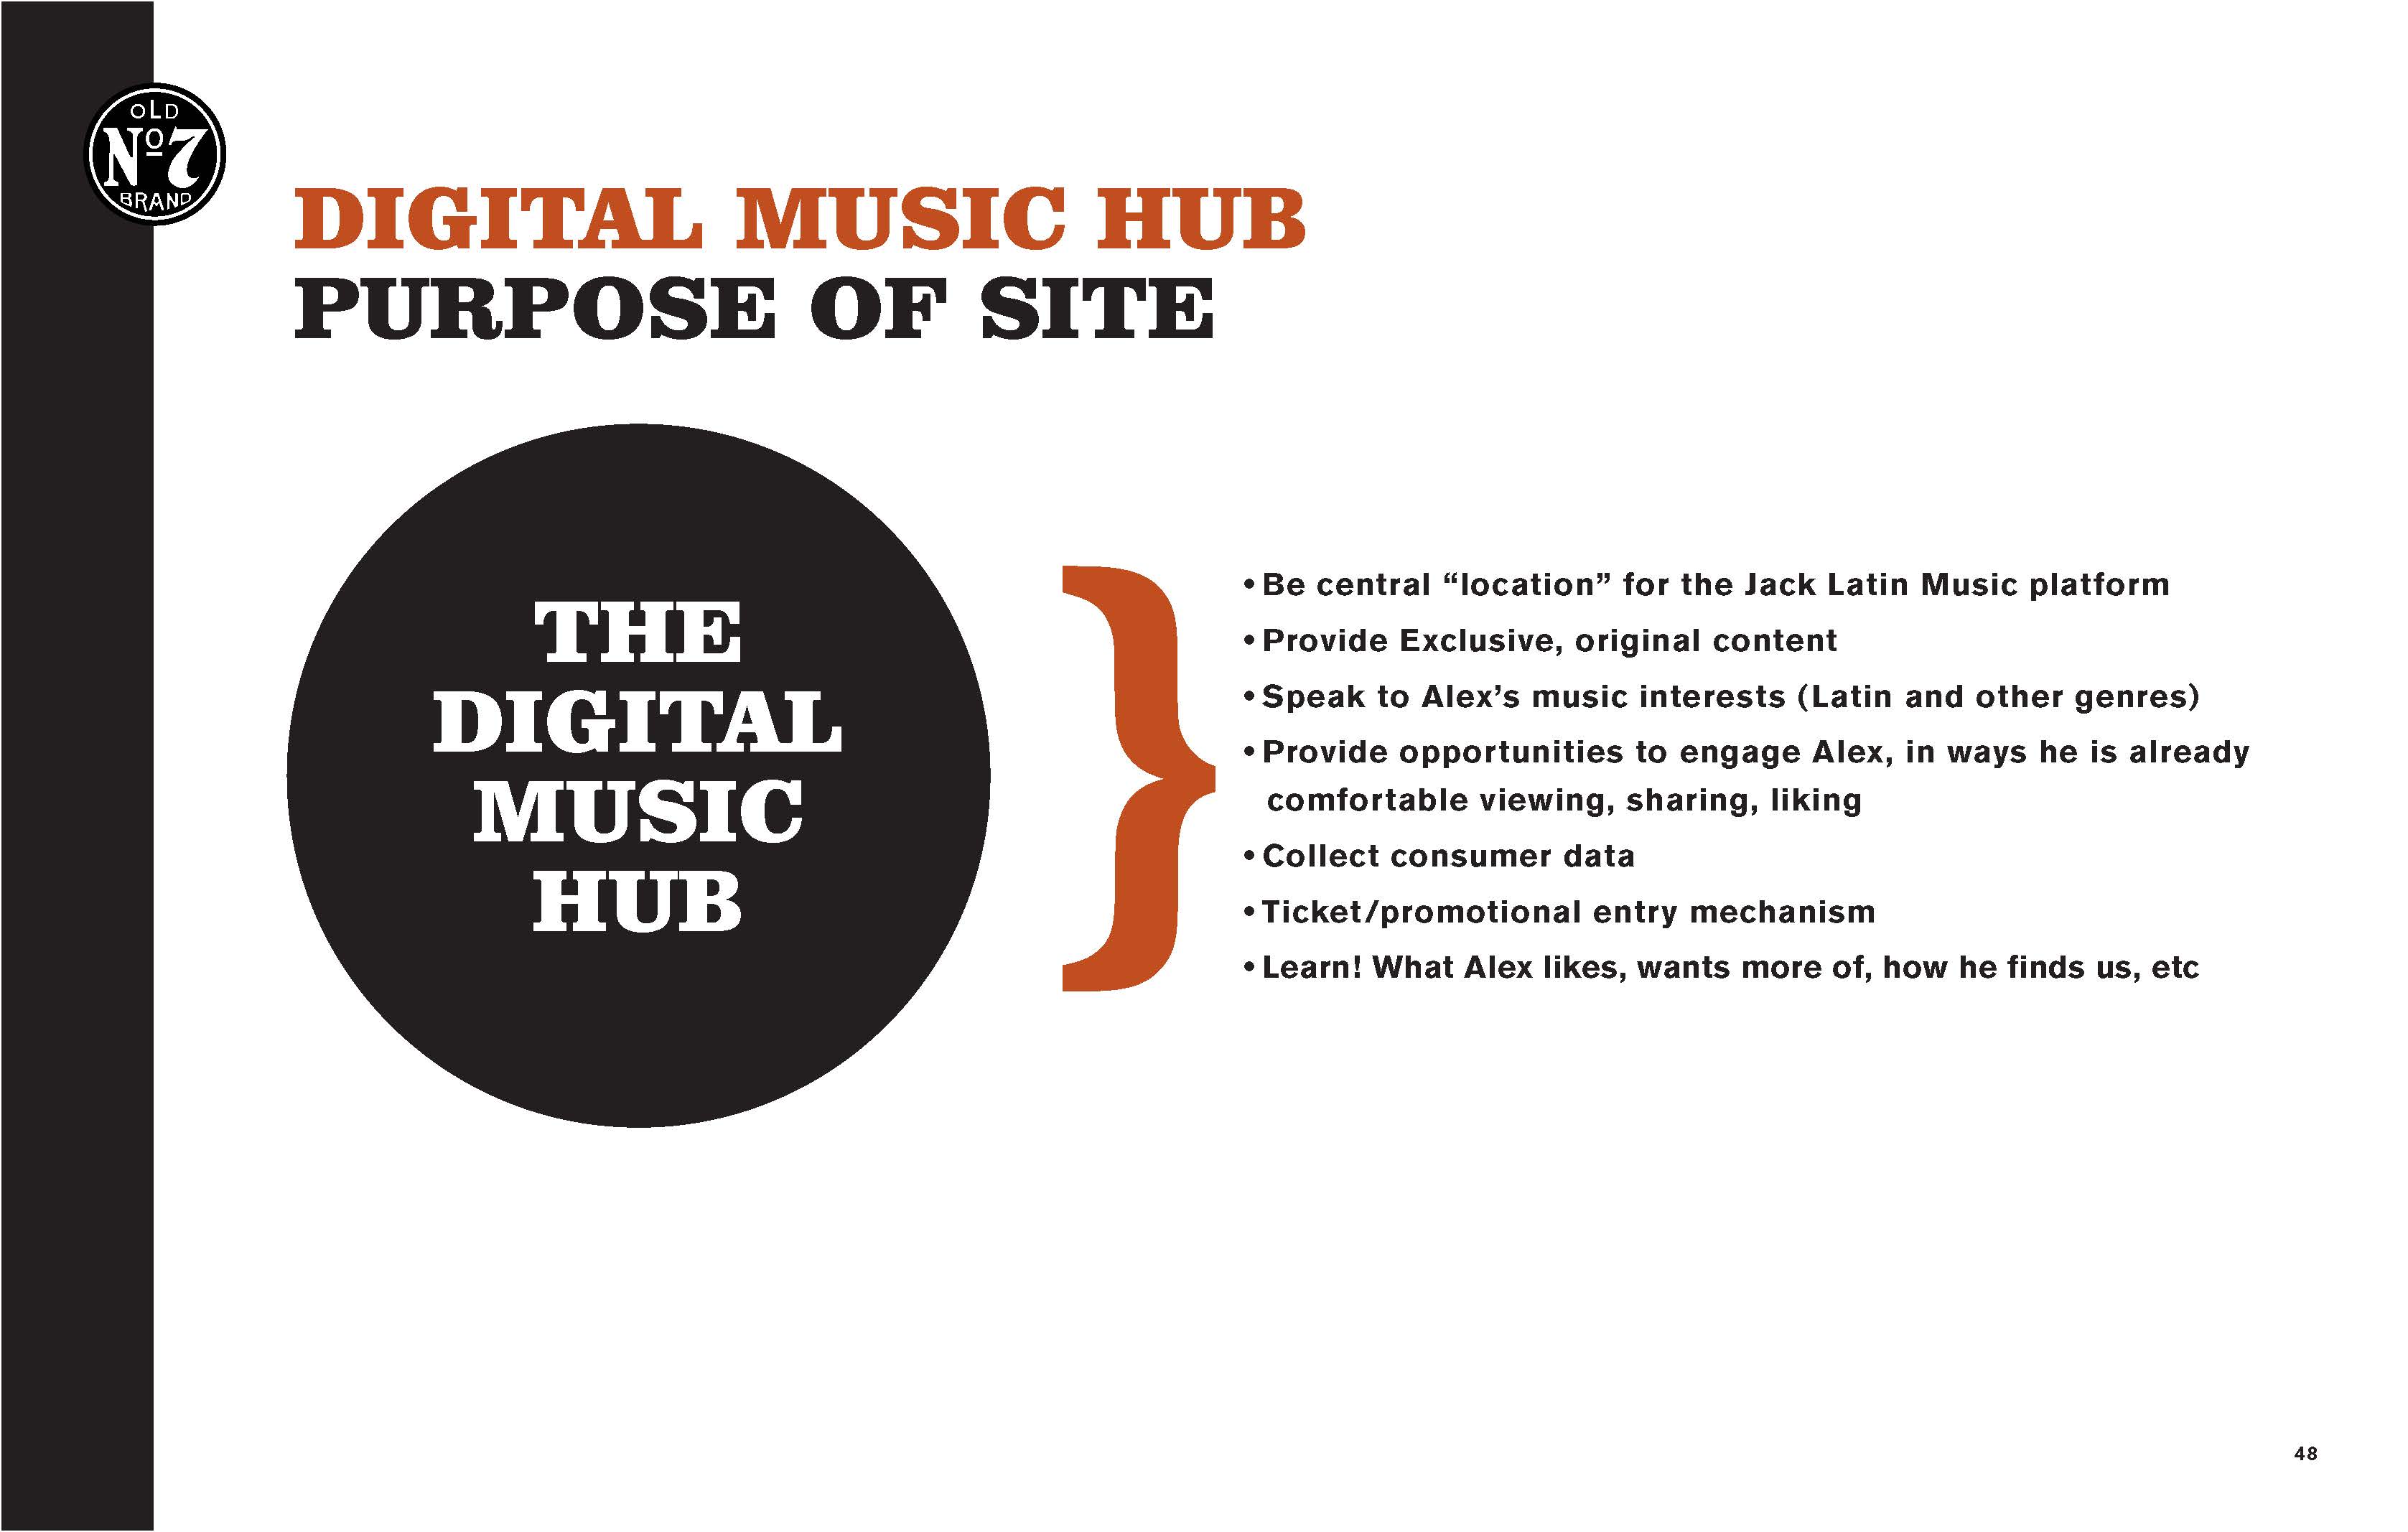 OLD
Nº7
BRAND
DIGITAL MUSIC HUB
PURPOSE OF SITE
THE
DIGITAL
MUSIC
HUB
}
• Be central “location” for the Jack Latin Music platform
• Provide Exclusive, original content
• Speak to Alex’s music interests (Latin and other genres)
• Provide opportunities to engage Alex, in ways he is already
comfortable viewing, sharing, liking
• Collect consumer data
• Ticket/promotional entry mechanism
• Learn! What Alex likes, wants more of, how he finds us, etc
48